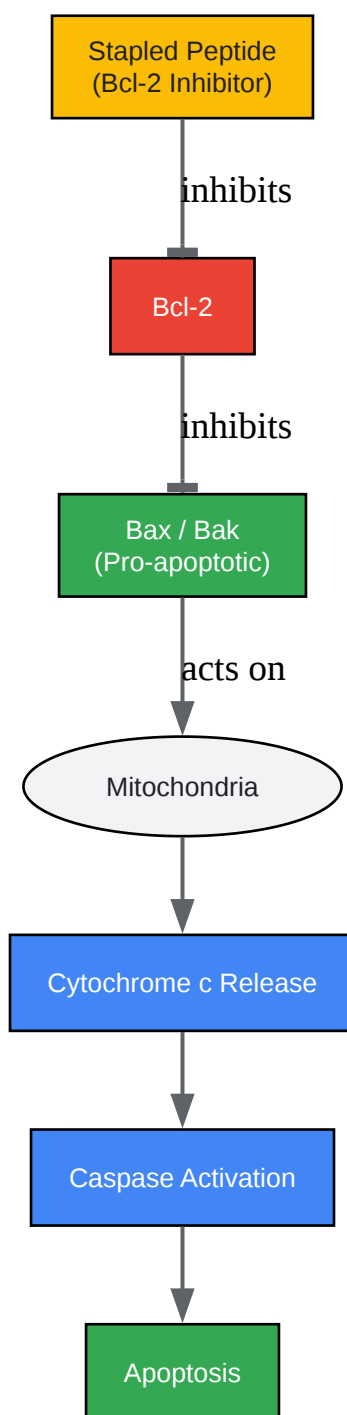 Stapled Peptide
(Bcl-2 Inhibitor)
inhibits
Bcl-2
inhibits
Bax / Bak
(Pro-apoptotic)
acts on
Mitochondria
Cytochrome c Release
Caspase Activation
Apoptosis